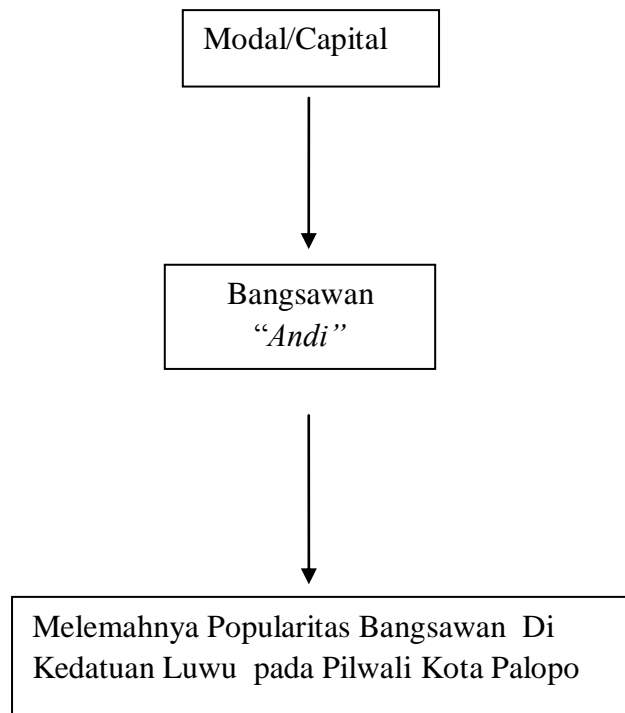 Modal/Capital
Bangsawan
“Andi”
Melemahnya Popularitas Bangsawan Di
Kedatuan Luwu pada Pilwali Kota Palopo